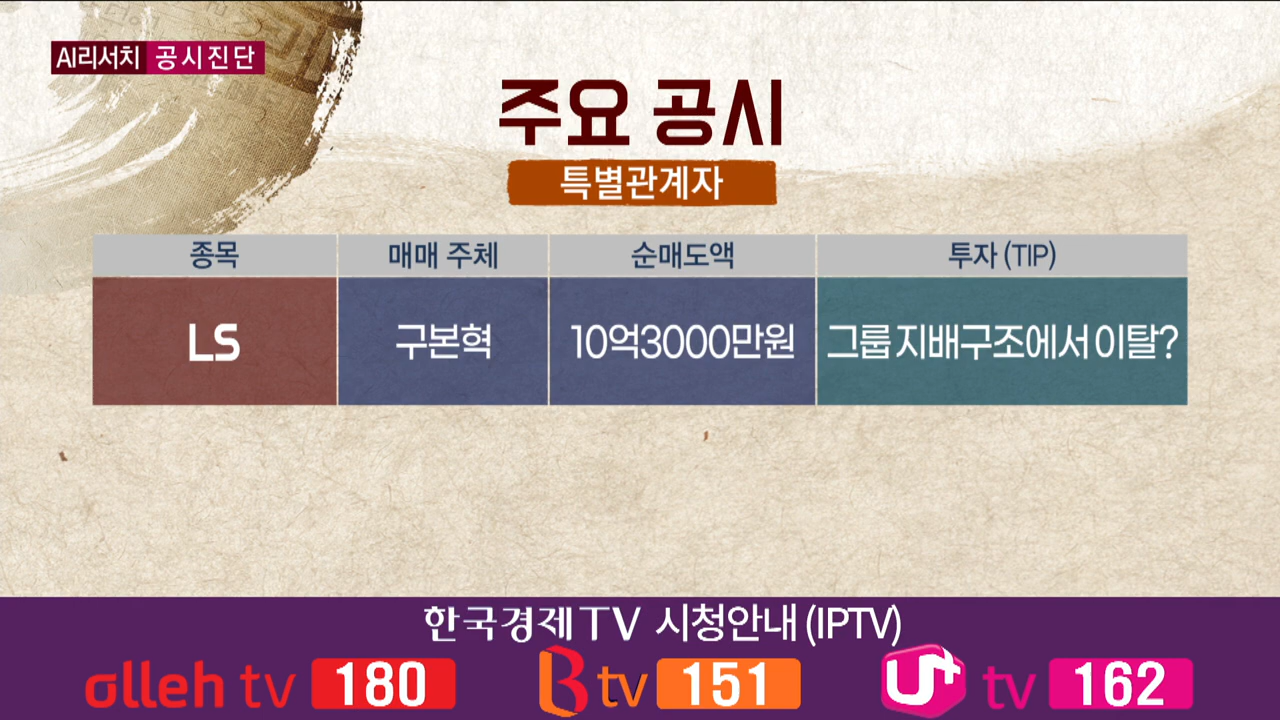 AI리서치 공시진단
주요 공시
특별관계자
종목 매매 주체 순매도액 투자 (TIP)
LS 구본혁 10억3000만원 그룹 지배구조에서 이탈?
한국경제TV 시청안내 (IPTV)
olleh tv 180 B tv 151 U+ tv 162